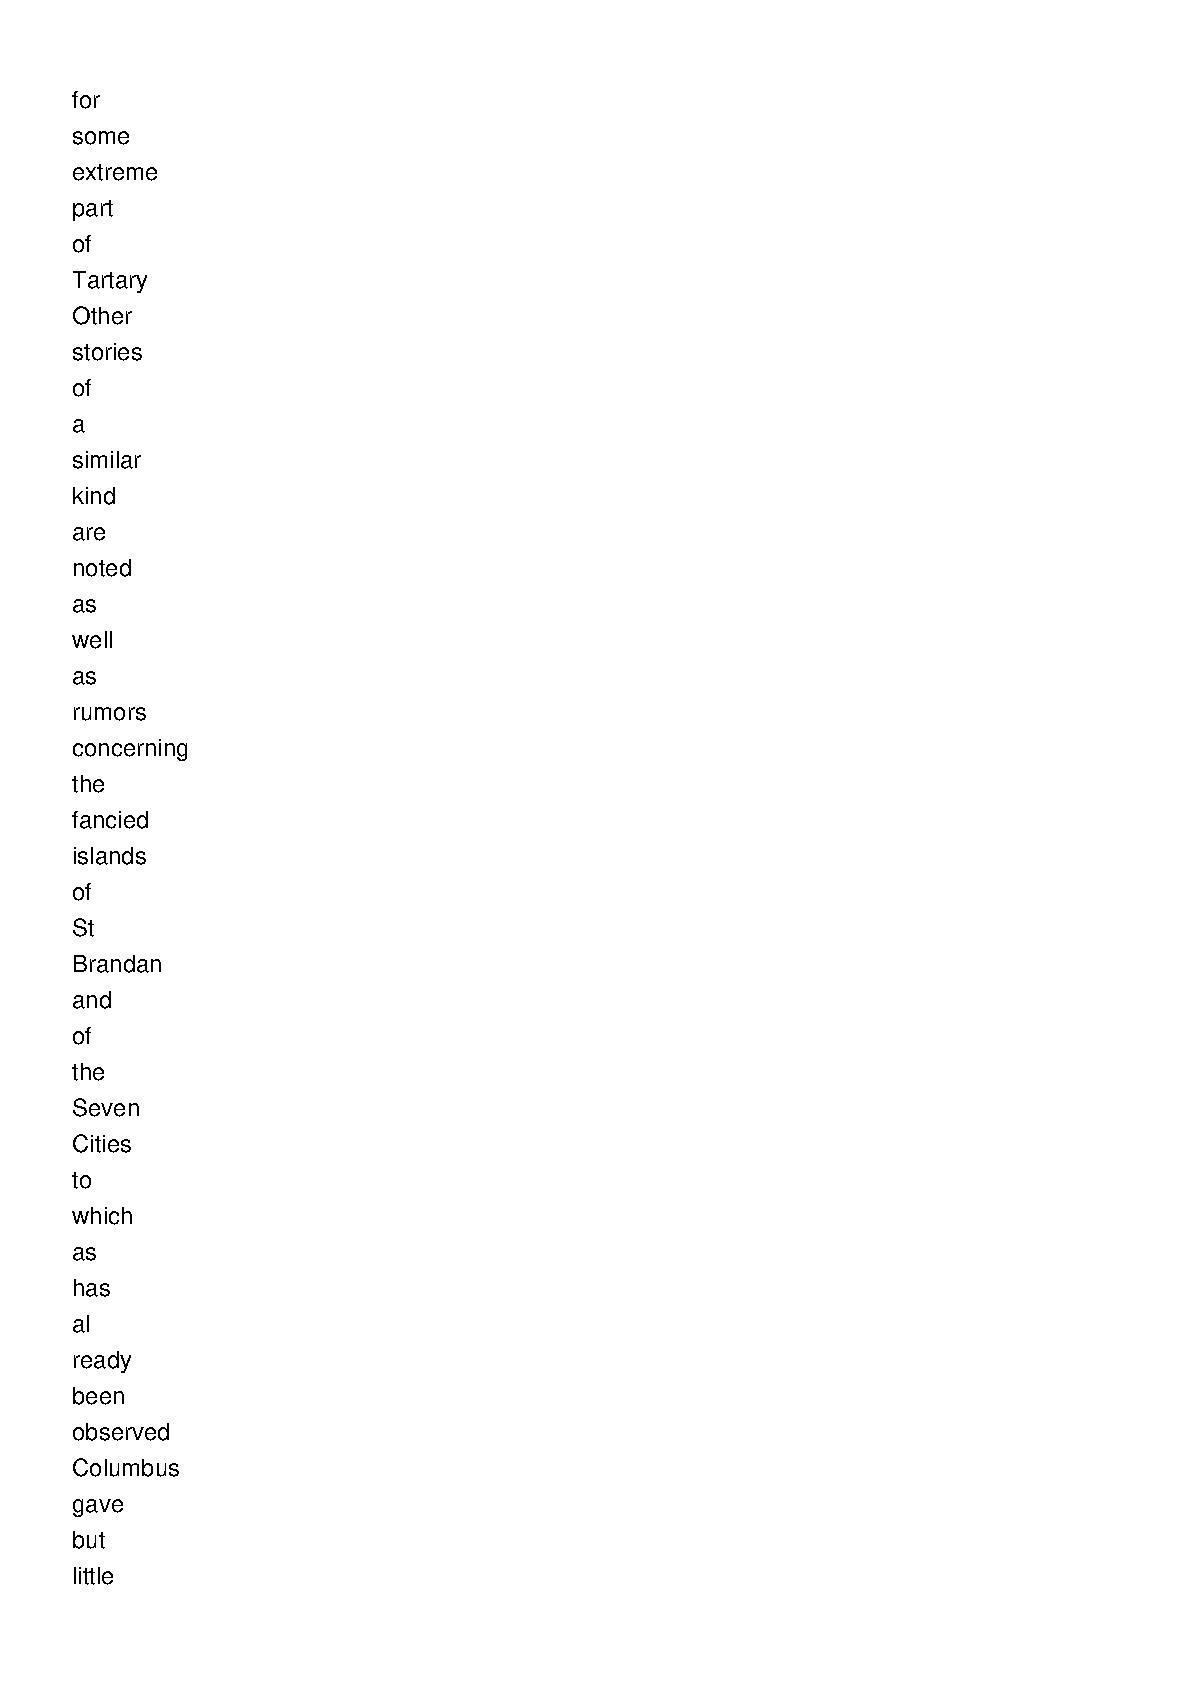 for
some
extreme
part
of
Tartary
Other
stories
of
a
similar
kind
are
noted
as
well
as
rumors
concerning
the
fancied
islands
of
St
Brandan
and
of
the
Seven
Cities
to
which
as
has
al
ready
been
observed
Columbus
gave
but
little